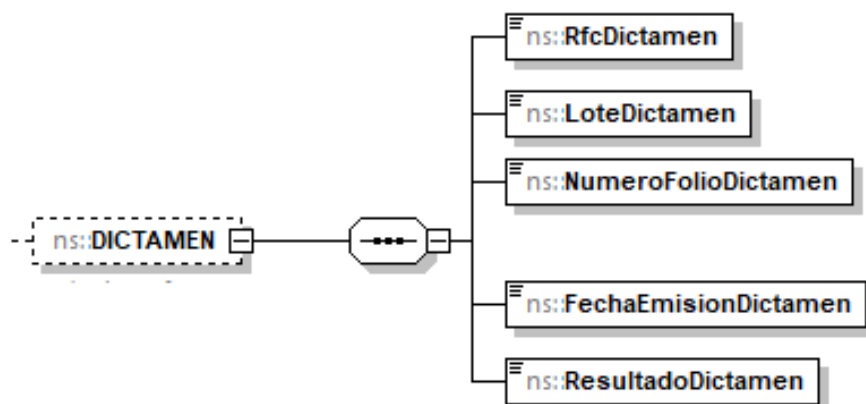 ns::RfcDictamen
ns::LoteDictamen
ns::NumeroFolioDictamen
ns::DICTAMEN
ns::FechaEmisionDictamen
ns::ResultadoDictamen